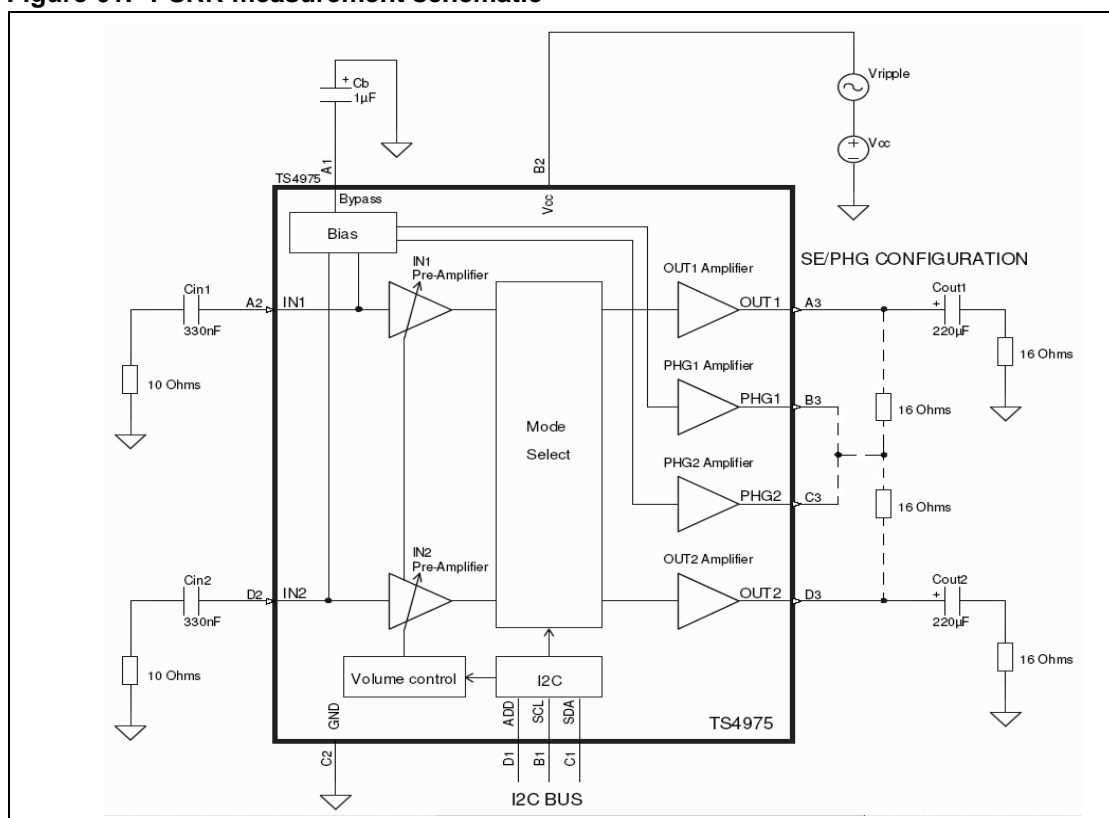 PSRR measurement schematic
Vripple
Vcc
+ Cb
1µF
A1
B2
TS4975
Bypass
Vcc
Bias
IN1
Pre-Amplifier
OUT1 Amplifier
SE/PHG CONFIGURATION
Cin1
330nF
A2
IN1
OUT1
A3
Cout1
+
220µF
10 Ohms
16 Ohms
PHG1 Amplifier
PHG1
B3
16 Ohms
Mode
Select
PHG2 Amplifier
PHG2
C3
16 Ohms
IN2
Pre-Amplifier
OUT2 Amplifier
Cin2
330nF
D2
IN2
OUT2
D3
Cout2
+
220µF
10 Ohms
16 Ohms
Volume control
I2C
GND
ADD
SCL
SDA
TS4975
C2
D1
B1
C1
I2C BUS